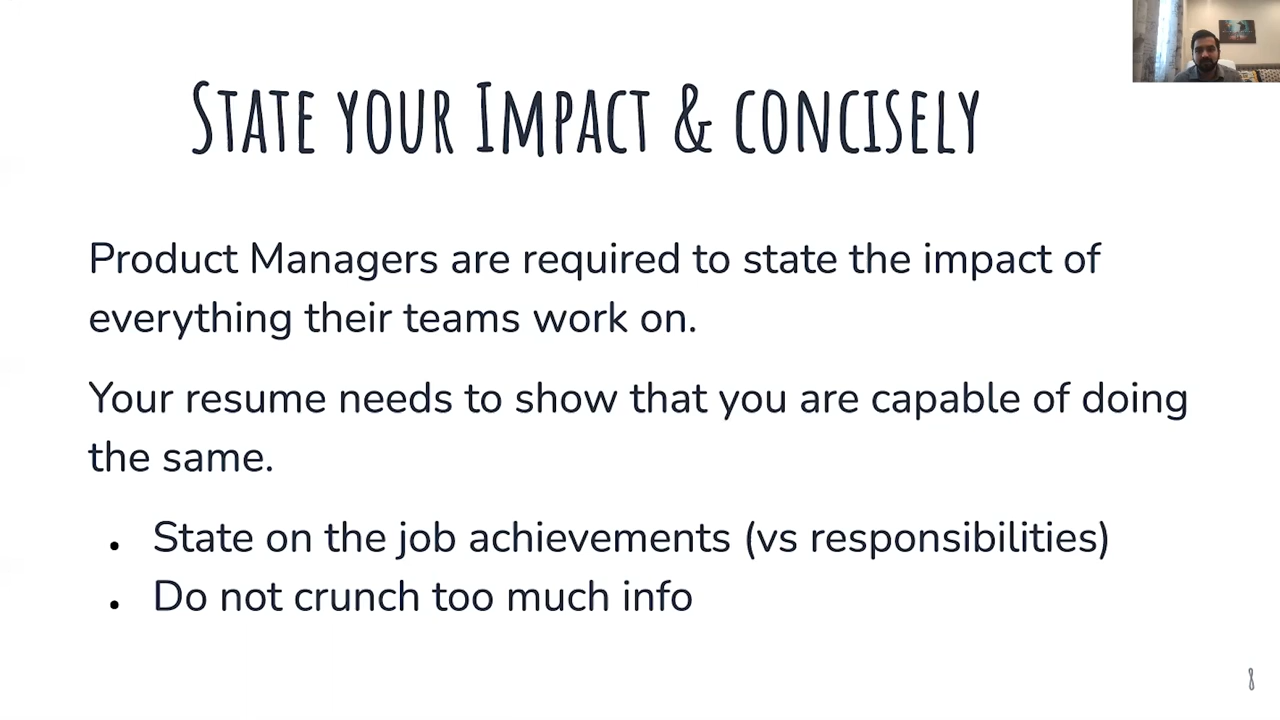 State your Impact & concisely
Product Managers are required to state the impact of
everything their teams work on.
Your resume needs to show that you are capable of doing
the same.
• State on the job achievements (vs responsibilities)
• Do not crunch too much info
8